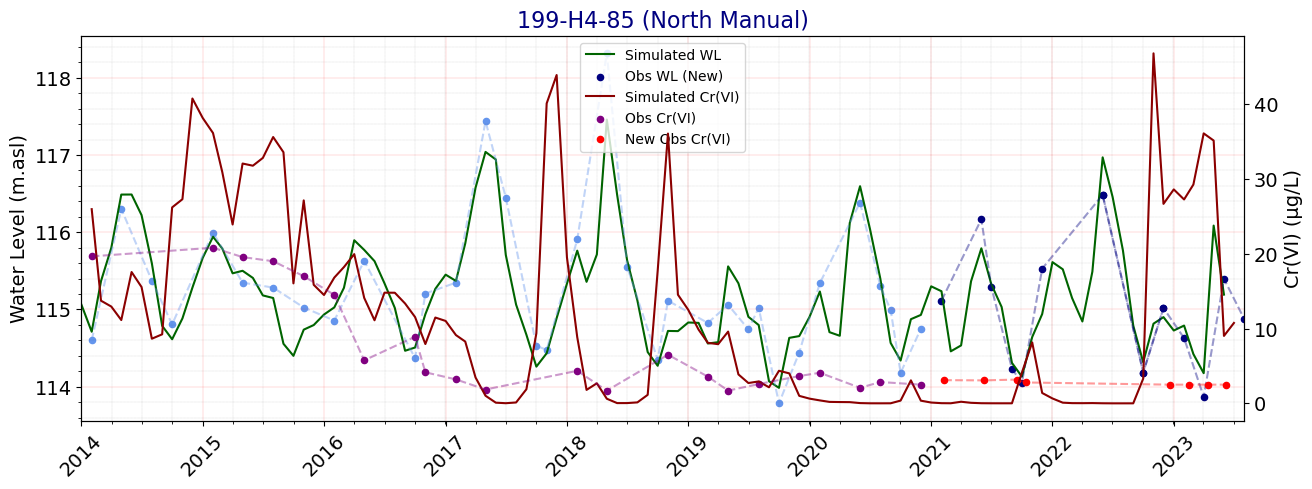 199-H4-85 (North Manual)
Simulated WL
Obs WL (New)
Simulated Cr(VI)
Obs Cr(VI)
New Obs Cr(VI)
Water Level (m.asl)
118
117
116
115
114
40
30
20
10
0
Cr(VI) (μg/L)
2014
2015
2016
2017
2018
2019
2020
2021
2022
2023